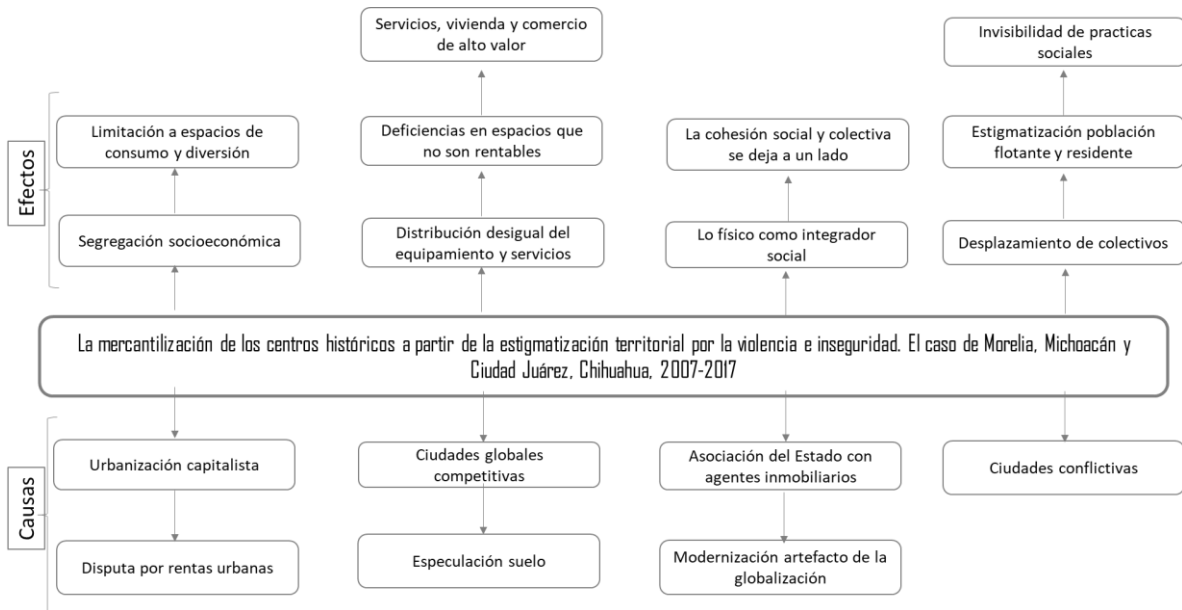 Servicios, vivienda y comercio
de alto valor
Invisibilidad de practicas
sociales
Efectos
Limitación a espacios de
consumo y diversión
Deficiencias en espacios que
no son rentables
La cohesión social y colectiva
se deja a un lado
Estigmatización población
flotante y residente
Segregación socioeconómica
Distribución desigual del
equipamiento y servicios
Lo físico como integrador
social
Desplazamiento de colectivos
La mercantilización de los centros históricos a partir de la estigmatización territorial por la violencia e inseguridad. El caso de Morelia, Michoacán y
Ciudad Juárez, Chihuahua, 2007-2017
Causas
Urbanización capitalista
Ciudades globales
competitivas
Asociación del Estado con
agentes inmobiliarios
Ciudades conflictivas
Disputa por rentas urbanas
Especulación suelo
Modernización artefacto de la
globalización